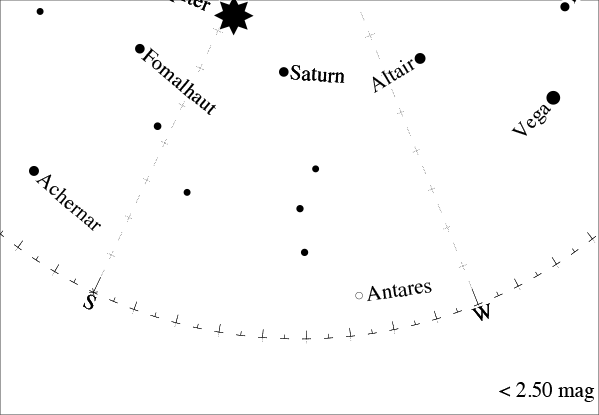 Fomalhaut
Saturn
Altair
Vega
Achernar
Antares
S
W
< 2.50 mag